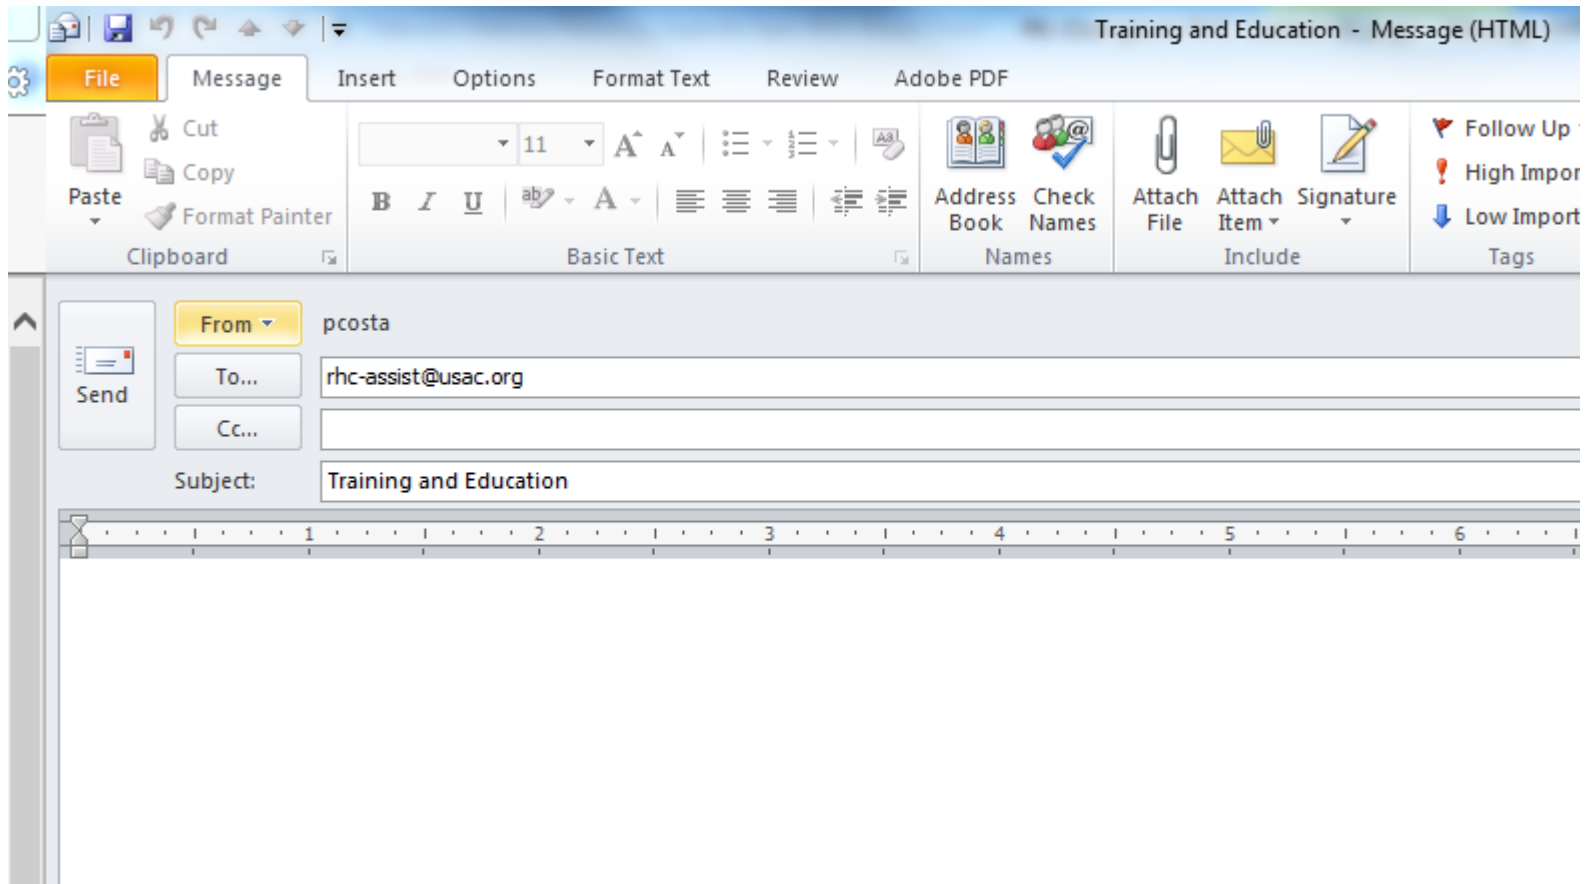 Training and Education - Message (HTML)
File Message Insert Options Format Text Review Adobe PDF
Cut
Copy
Paste
Format Painter
Clipboard
11
A A
B I U ab A
Basic Text
Address Book
Check Names
Names
Attach File
Attach Item
Signature
Include
Follow Up
High Impor
Low Import
Tags
Send
From pcosta
To... rhc-assist@usac.org
Cc...
Subject: Training and Education
1 2 3 4 5 6